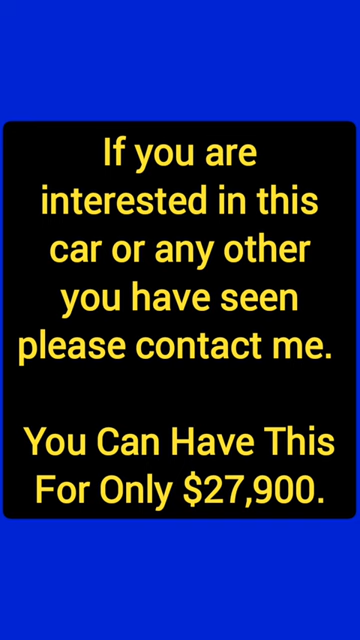 If you are
interested in this
car or any other
you have seen
please contact me.
You Can Have This
For Only $27,900.